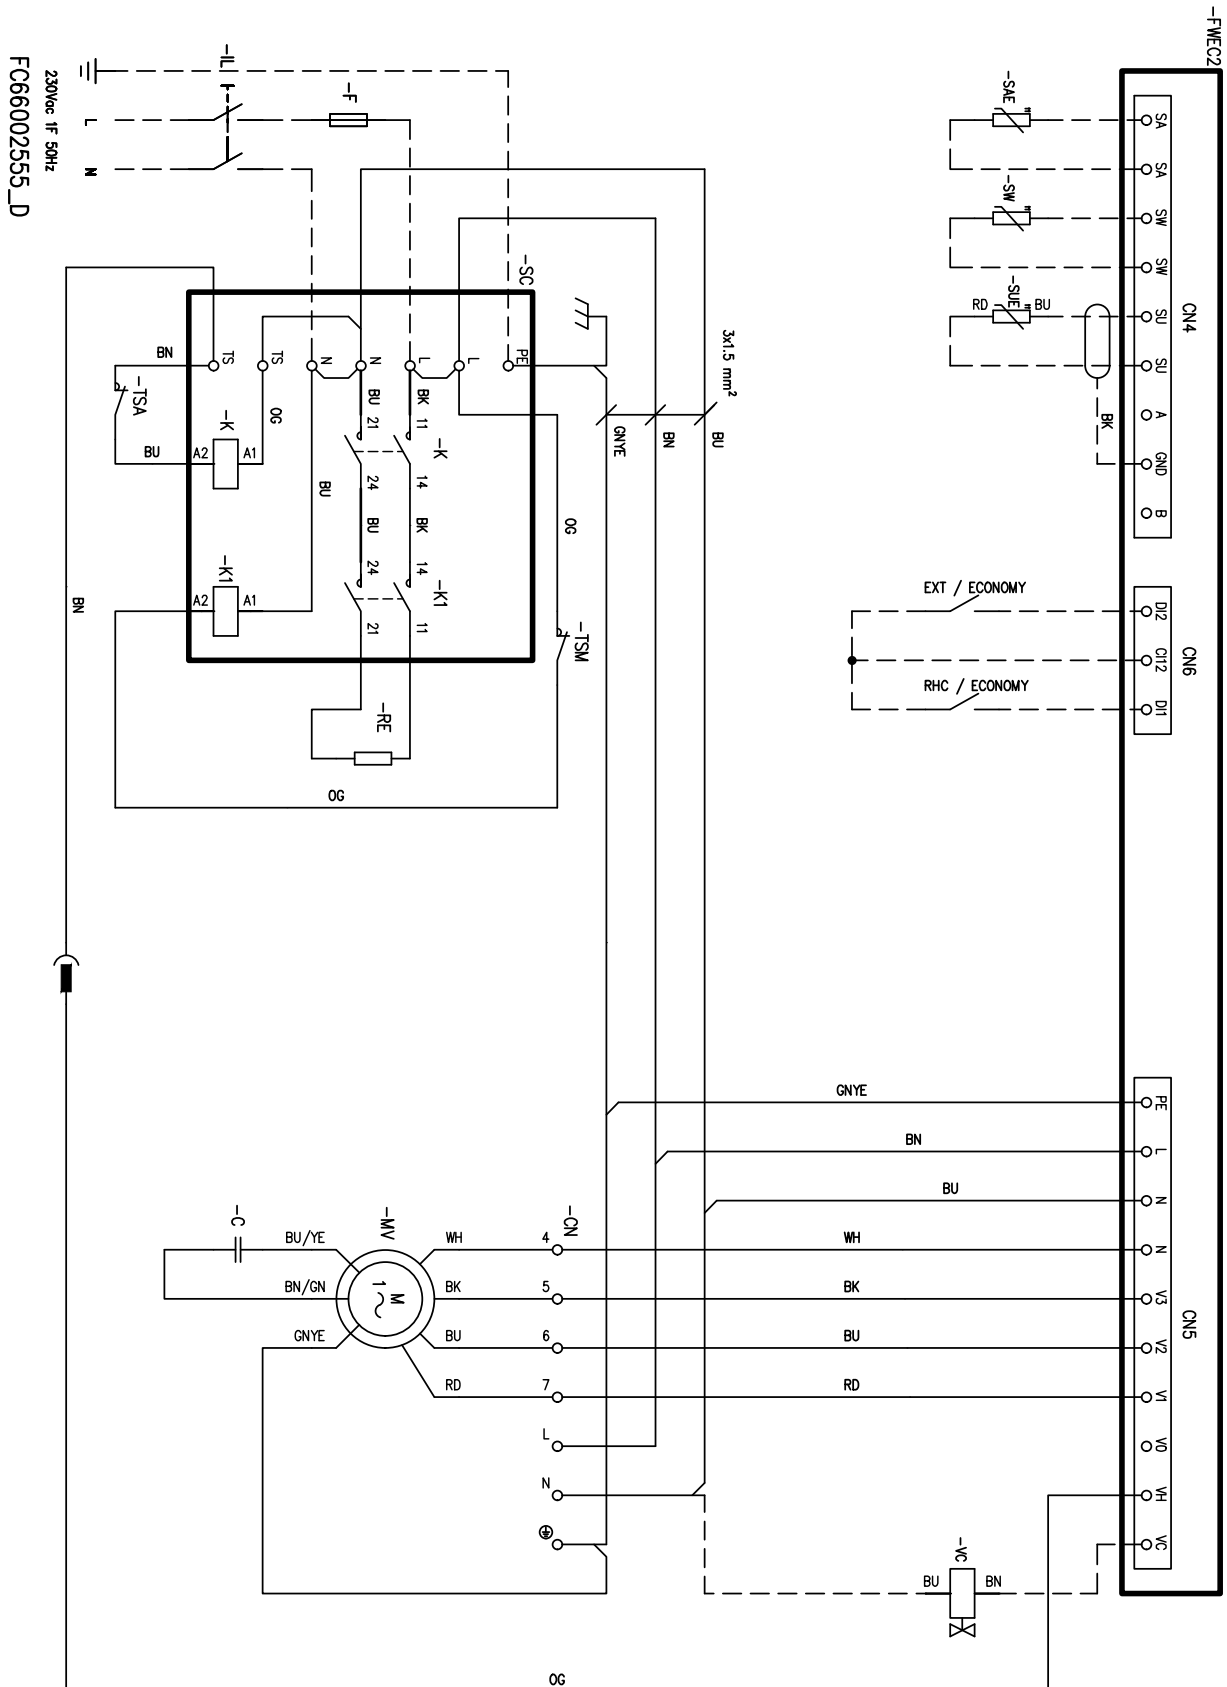 -FWEC2
CN4
SA
SA
SW
SW
SU
SU
A
GND
B
-SAE
-SW
-SUE
RD
BU
BK
CN6
DI2
CI12
DI1
EXT / ECONOMY
RHC / ECONOMY
CN5
PE
L
N
N
V3
V2
V1
V0
VH
VC
GNYE
BN
BU
WH
BK
BU
RD
-VC
BU
BN
3x1.5 mm²
GNYE
BN
BU
-IL
-F
L
N
230Vac 1F 50Hz
FC66002555_D
-SC
TS
TS
N
N
L
L
PE
BN
-TSA
BU
OG
-K
A2
A1
BU
BU
BK
21
11
-K
24
14
BU
BK
24
14
-K1
21
11
-K1
A2
A1
OG
-TSM
-RE
OG
BN
-CN
4
5
6
7
L
N
WH
BK
BU
RD
-MV
M
1
-C
BU/YE
BN/GN
GNYE
OG